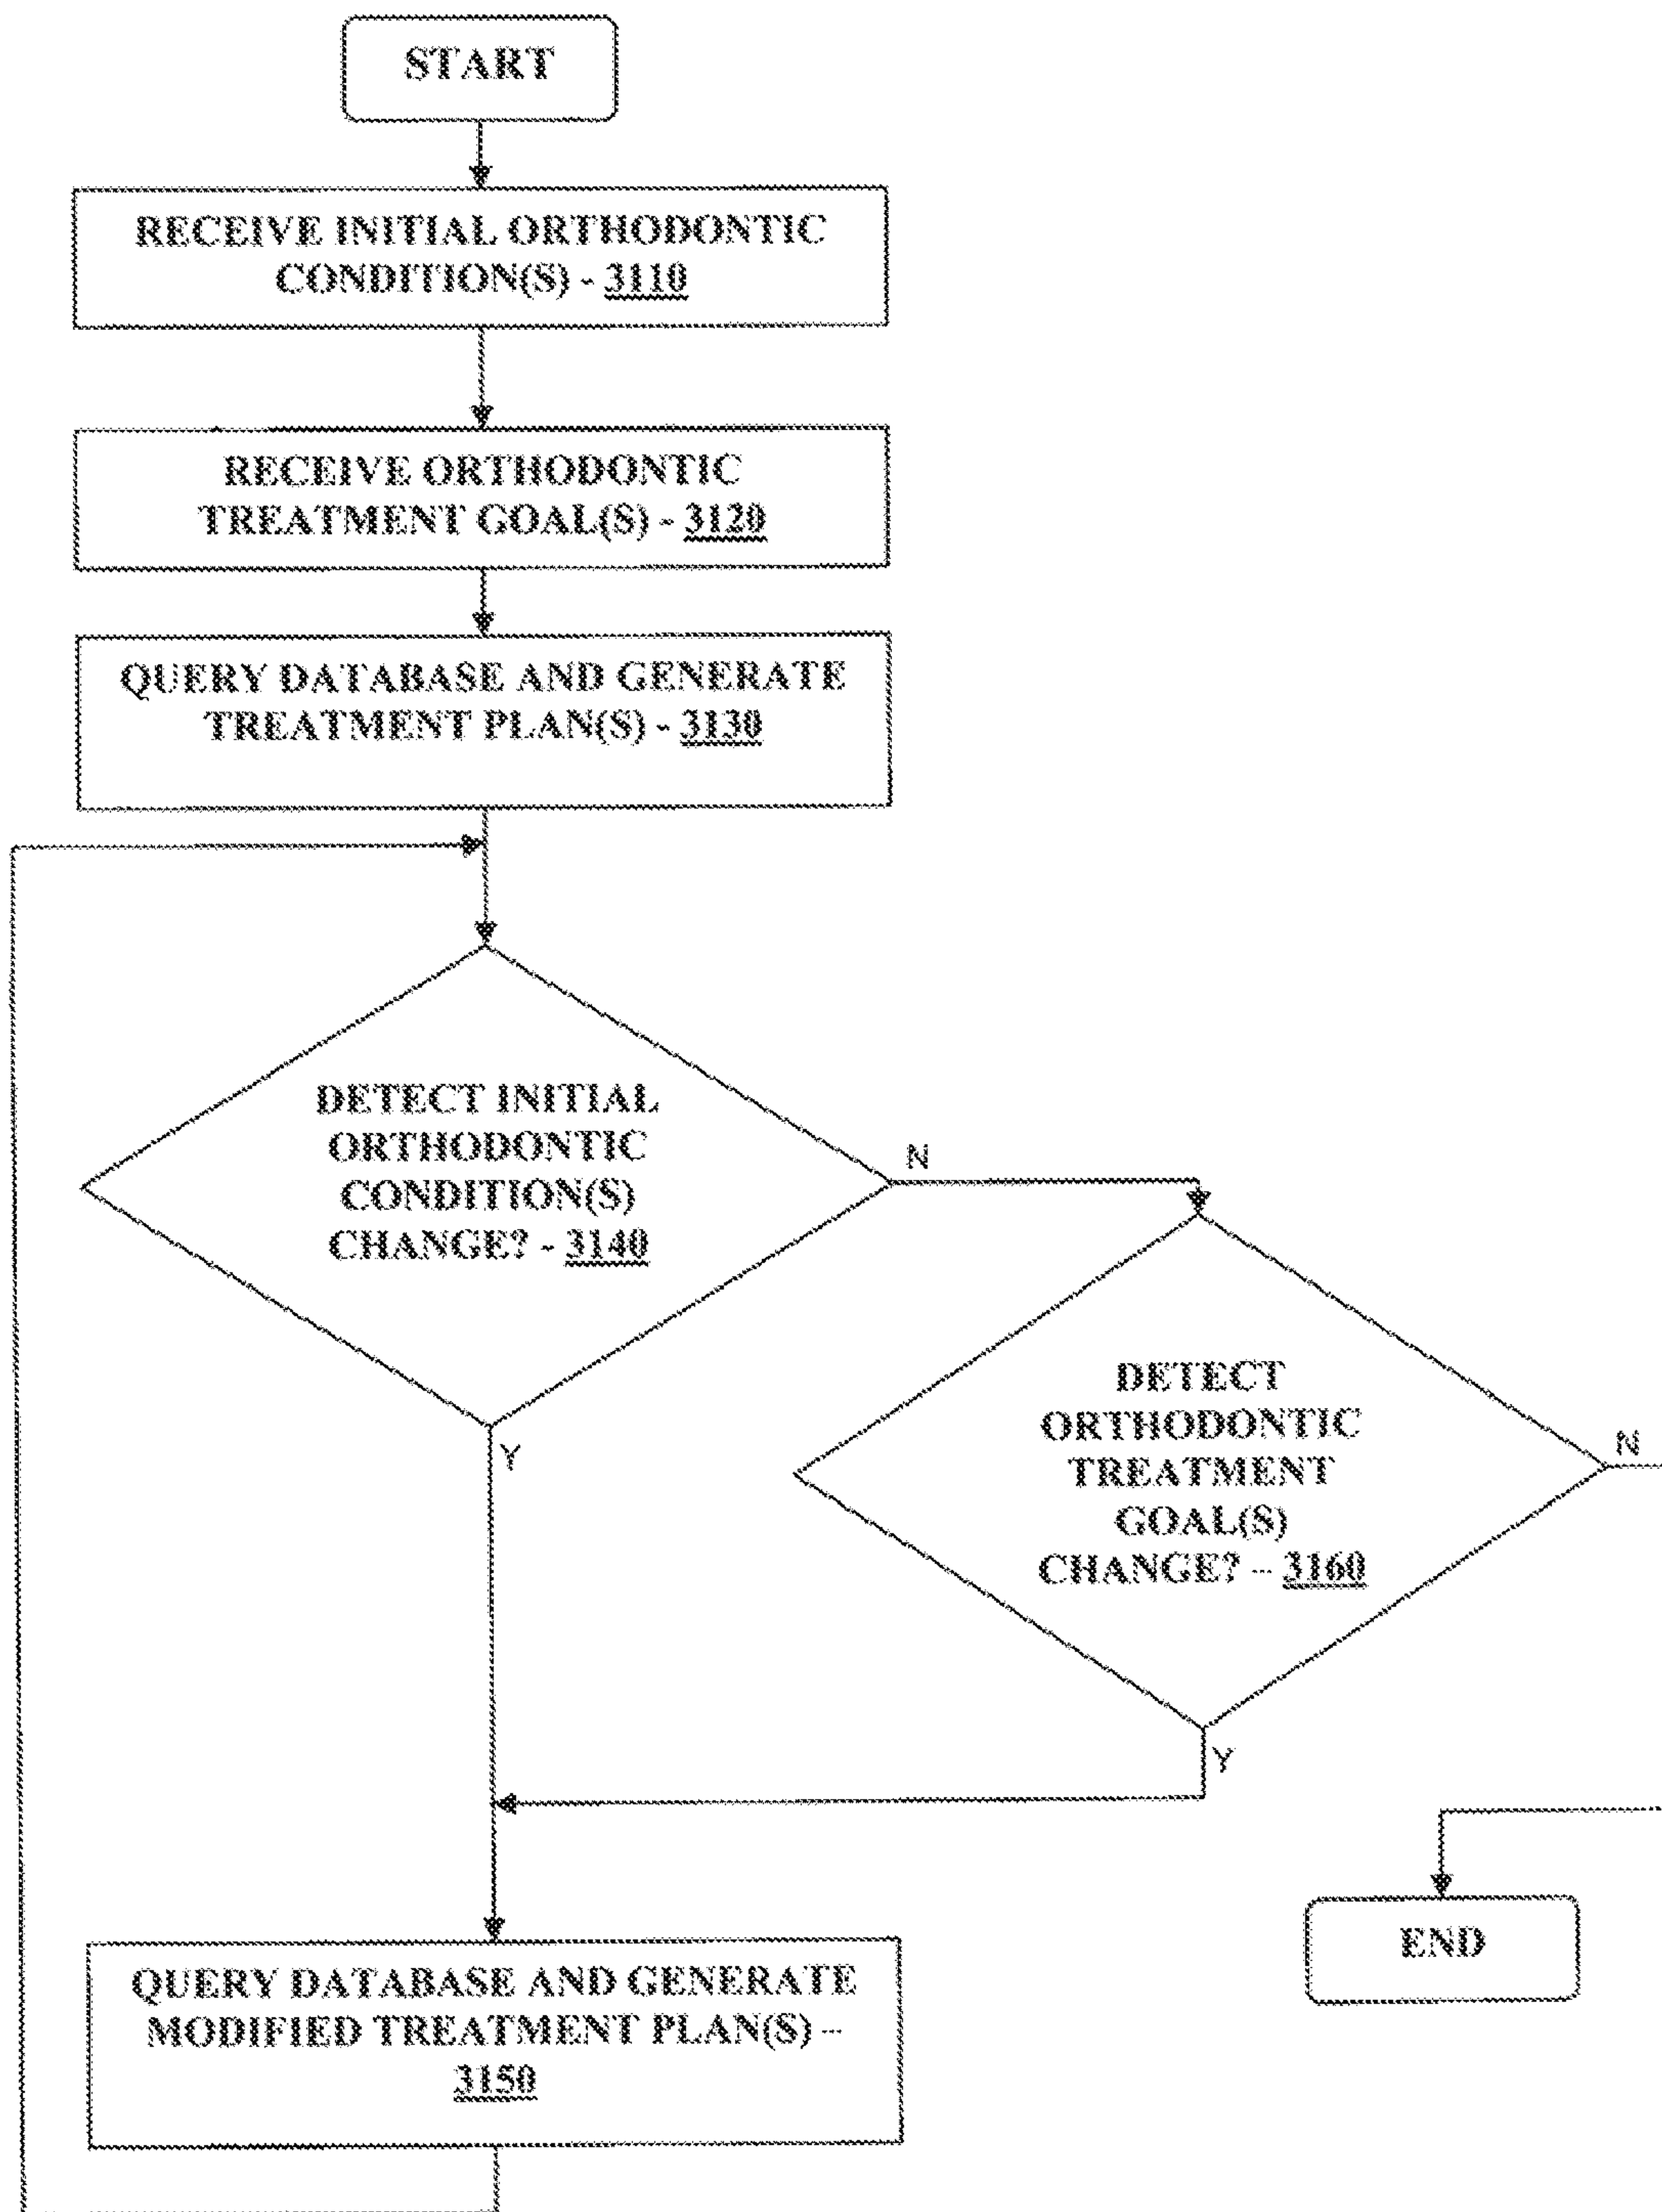 START
RECEIVE INITIAL ORTHODONTIC
CONDITION(S) - 3110
RECEIVE ORTHODONTIC
TREATMENT GOAL(S) - 3120
QUERY DATABASE AND GENERATE
TREATMENT PLAN(S) - 3130
DETECT INITIAL
ORTHODONTIC
CONDITION(S)
CHANGE? - 3140
N
DETECT
ORTHODONTIC
TREATMENT
GOAL(S)
CHANGE? – 3160
N
Y
Y
END
QUERY DATABASE AND GENERATE
MODIFIED TREATMENT PLAN(S) –
3150